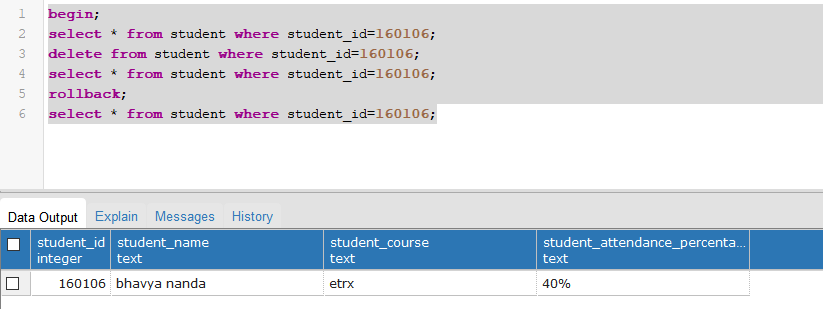 1 begin;
2 select * from student where student_id=160106;
3 delete from student where student_id=160106;
4 select * from student where student_id=160106;
5 rollback;
6 select * from student where student_id=160106;
Data Output Explain Messages History
student_id student_name student_course student_attendance_percenta...
integer text text text
160106 bhavya nanda etrx 40%